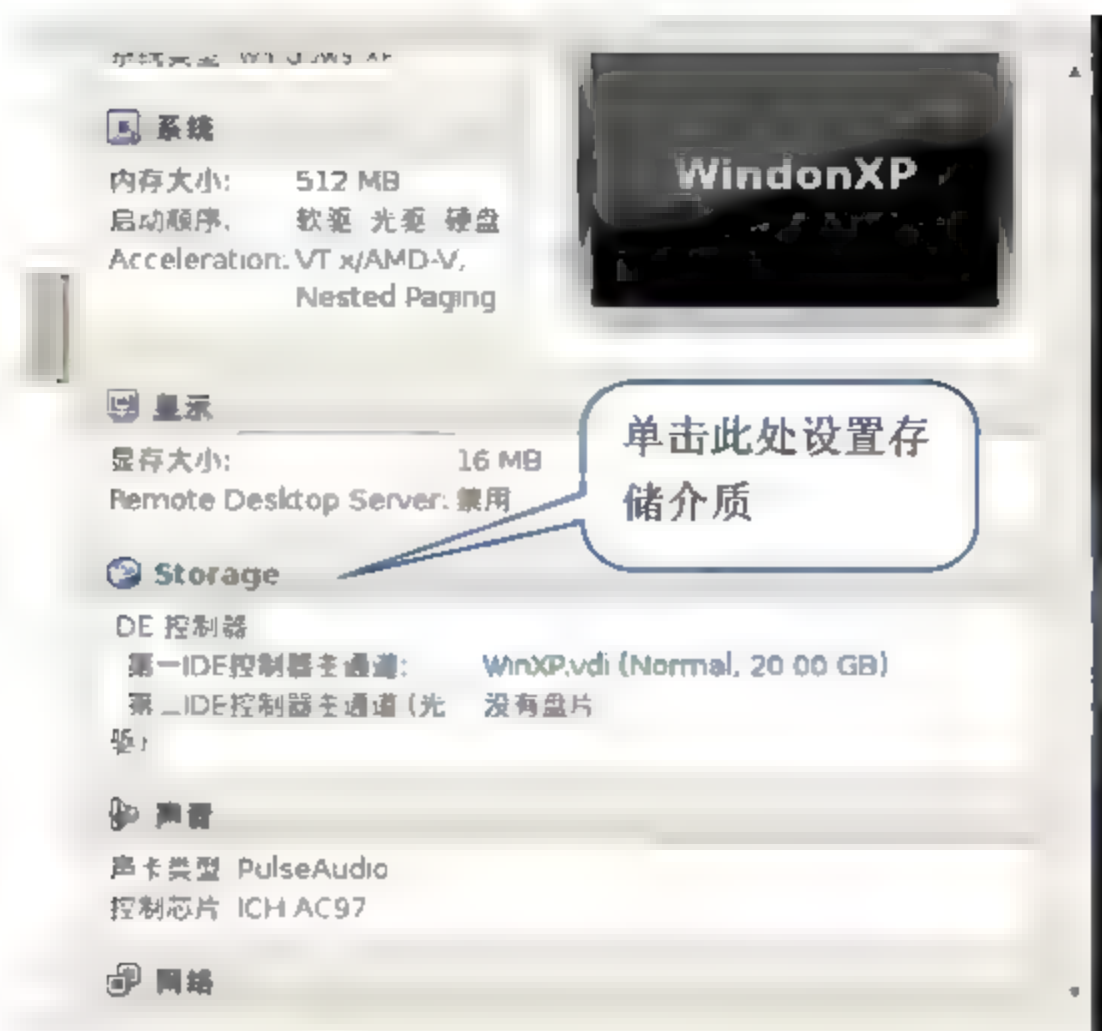 系统
内存大小: 512 MB
启动顺序: 软驱 光驱 硬盘
Acceleration: VT x/AMD-V,
Nested Paging
WindonXP
显示
显存大小: 16 MB
Remote Desktop Server: 禁用
单击此处设置存
储介质
Storage
IDE 控制器
第一IDE控制器主通道: WinXP.vdi (Normal, 20 00 GB)
第二IDE控制器主通道 (光 没有盘片
驱)
声音
声卡类型 PulseAudio
控制芯片 ICH AC97
网络